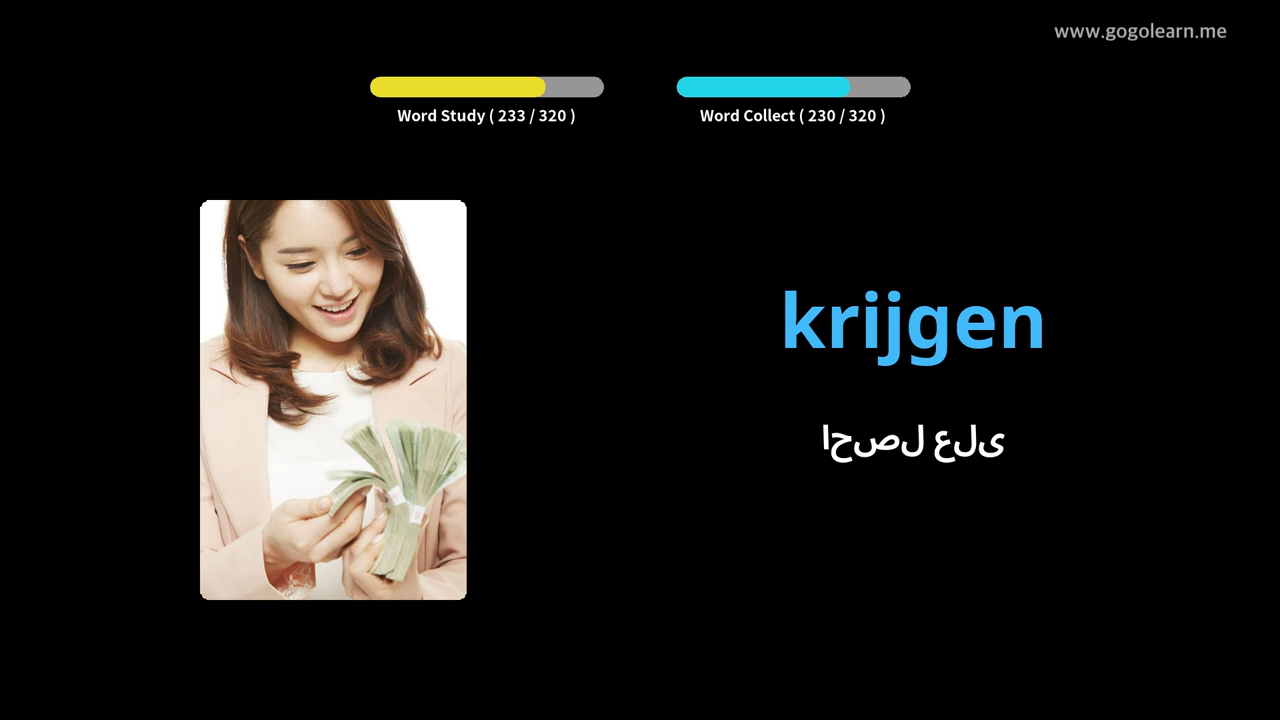 www.gogolearn.me
Word Study ( 233 / 320 )
Word Collect ( 230 / 320 )
krijgen
احصل على